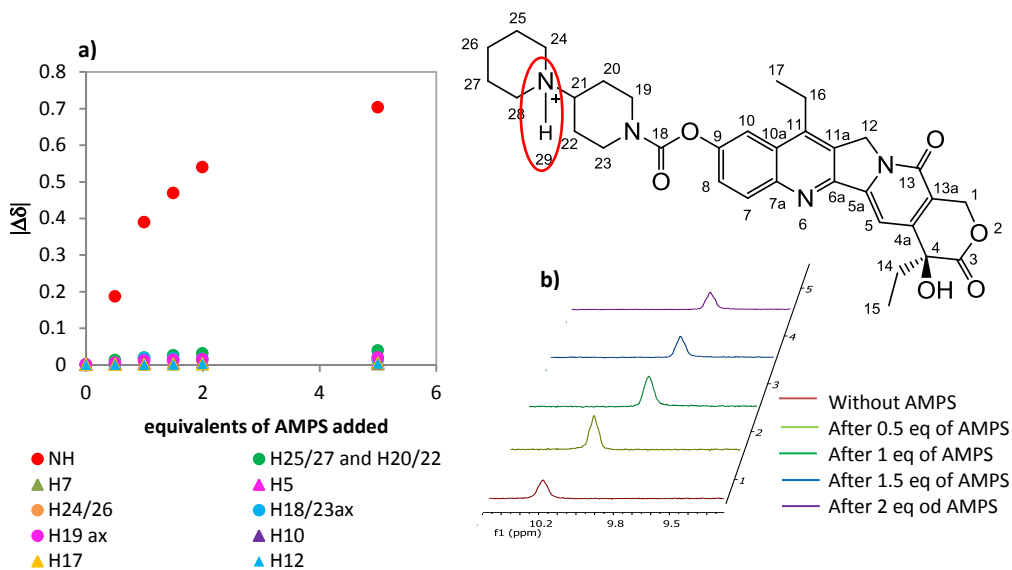 a)
|Δδ|
0.8
0.7
0.6
0.5
0.4
0.3
0.2
0.1
0
0 2 4 6
equivalents of AMPS added
NH
H25/27 and H20/22
H7
H5
H24/26
H18/23ax
H19 ax
H10
H17
H12
25
26 24
27 20 17
N 21 19 16
+
28 10 11 12
H 22 N 18 O 9 10a 11a O
29 23 O 8 N 13 13a 1
7 7a N 6a 5a
6 5 4a O 2
14 4 3
15 OH O
b)
5
4
3
2
1
10.2 9.8 9.5
f1 (ppm)
Without AMPS
After 0.5 eq of AMPS
After 1 eq of AMPS
After 1.5 eq of AMPS
After 2 eq od AMPS